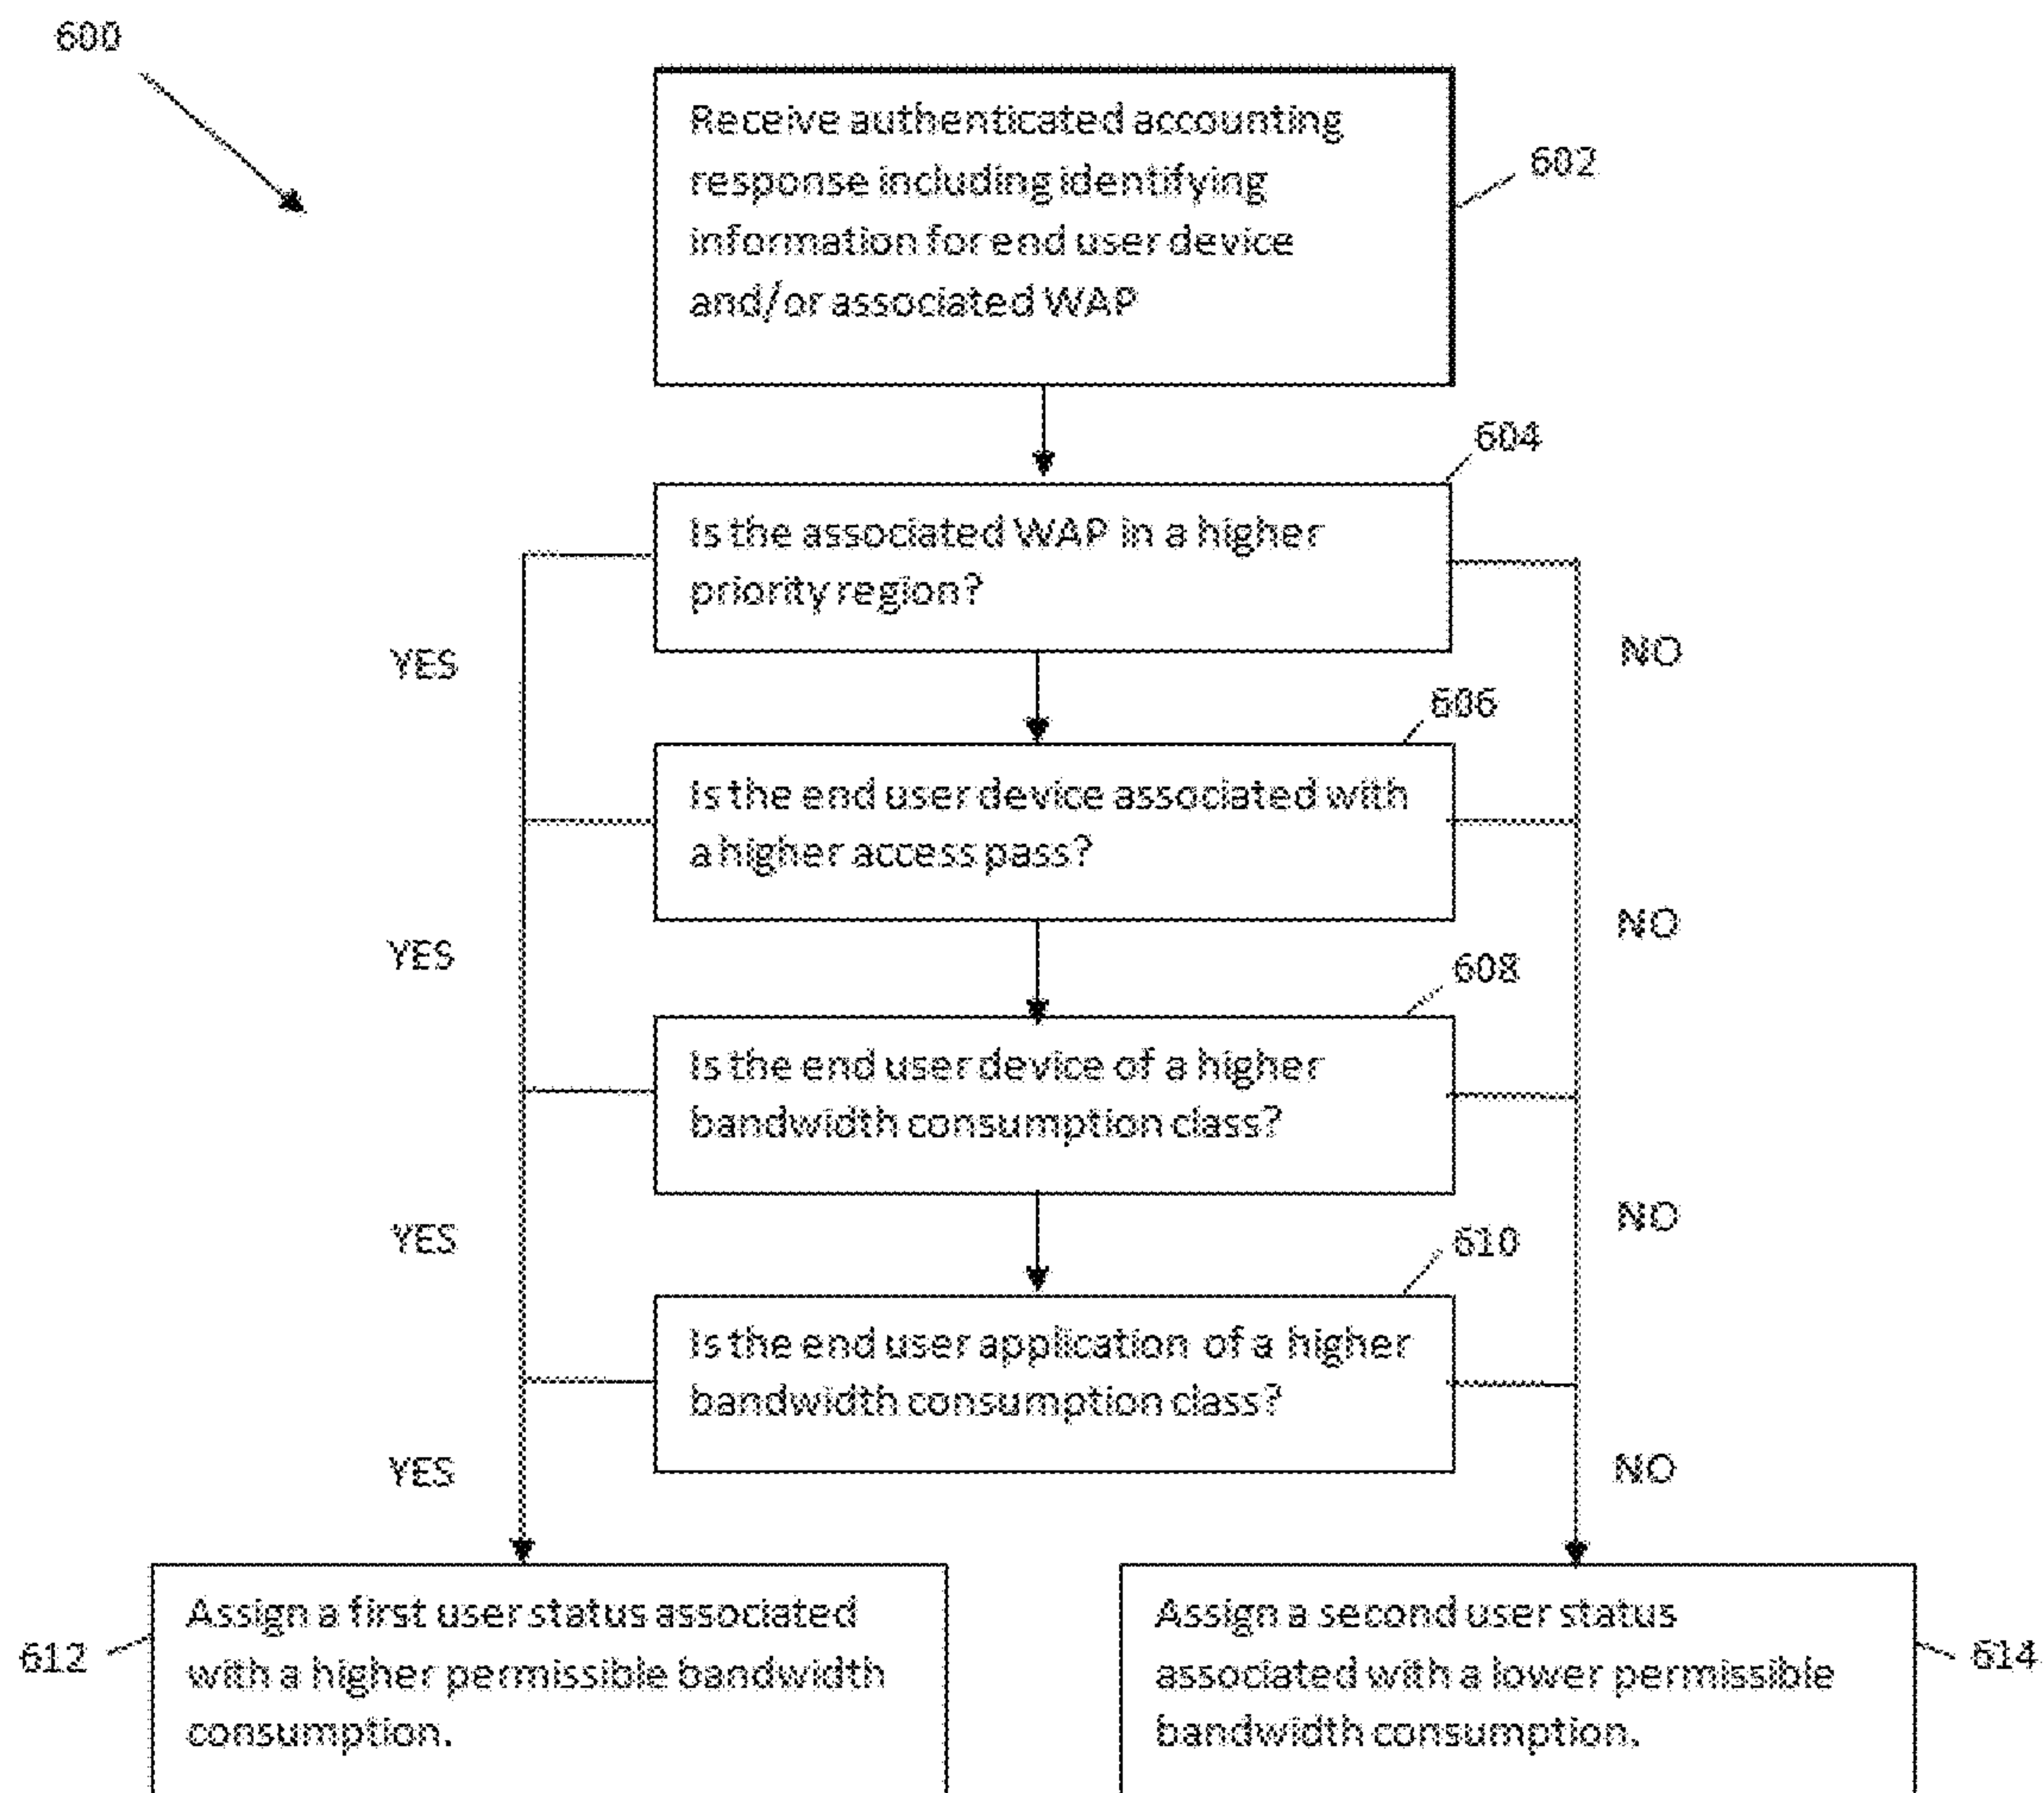 600
Receive authenticated accounting
response including identifying
information for end user device
and/or associated WAP
602
604
Is the associated WAP in a higher
priority region?
YES
NO
606
Is the end user device associated with
a higher access pass?
YES
NO
608
Is the end user device of a higher
bandwidth consumption class?
YES
NO
610
Is the end user application of a higher
bandwidth consumption class?
YES
NO
612
Assign a first user status associated
with a higher permissible bandwidth
consumption.
Assign a second user status
associated with a lower permissible
bandwidth consumption.
614